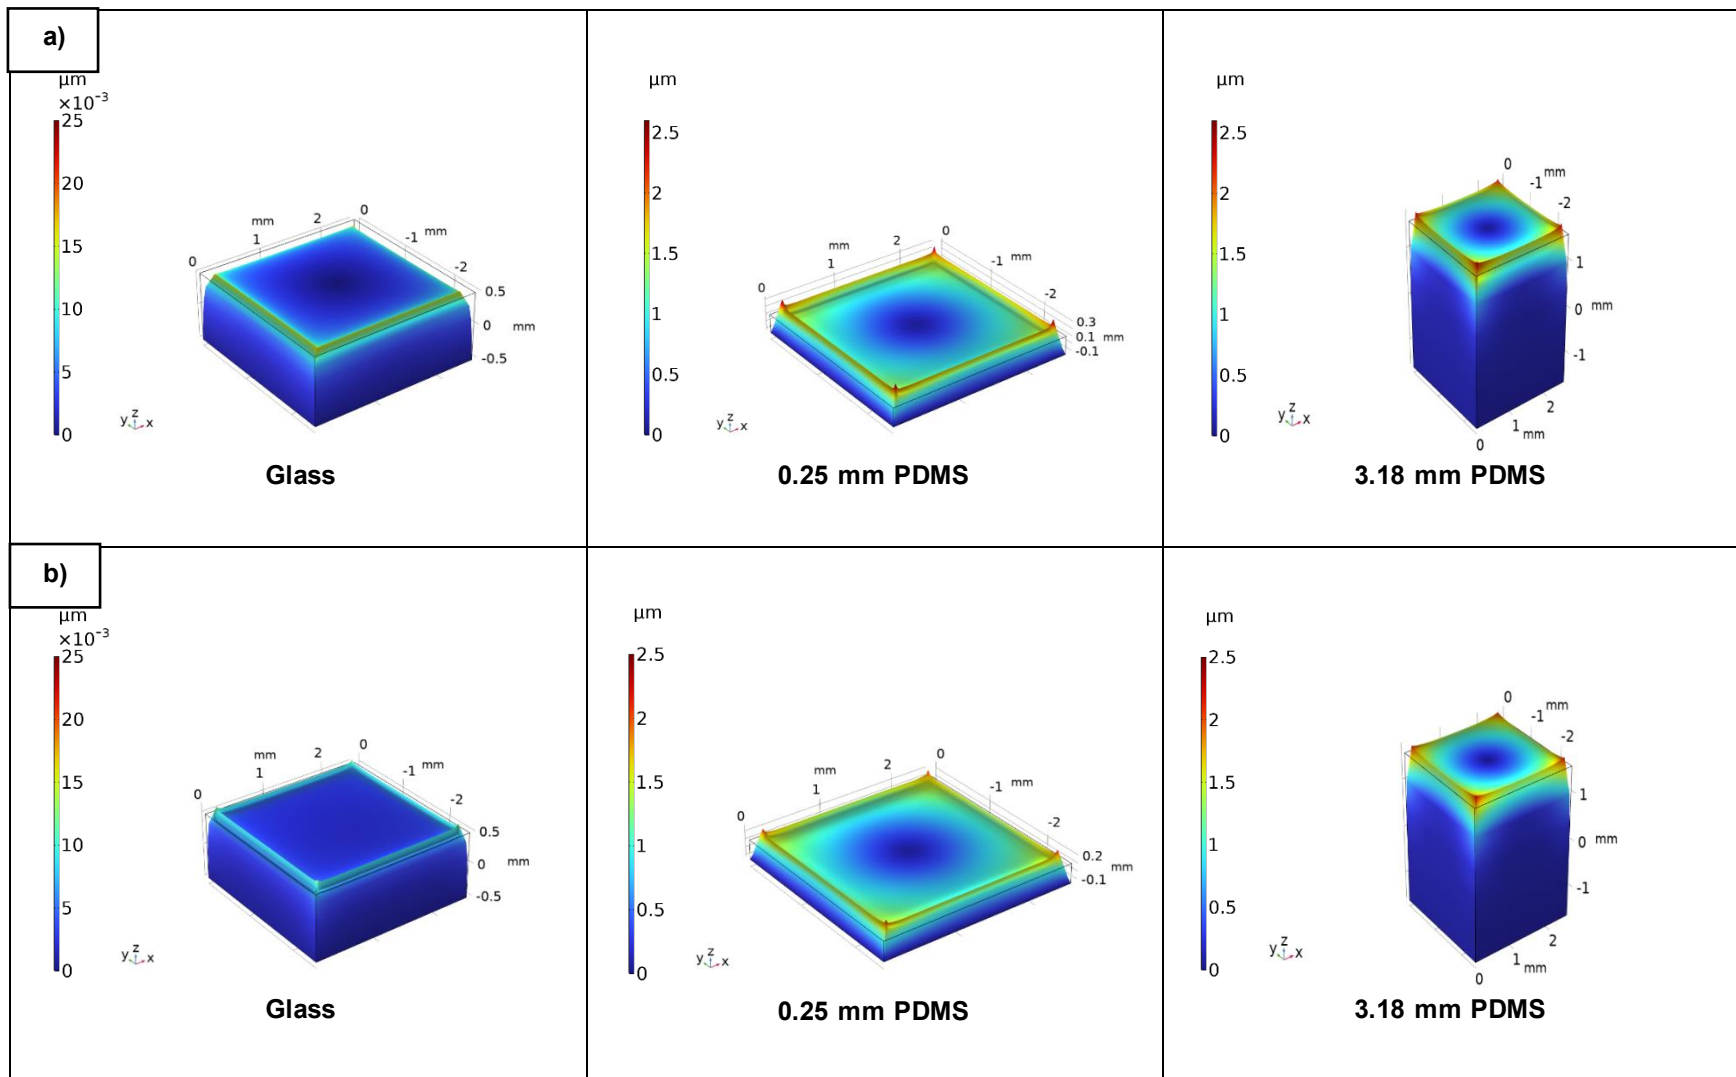 a)
µm
×10⁻³
25
20
15
10
5
0
0
mm
1
2
0
-1
mm
-2
0.5
0
mm
-0.5
y z x
Glass
µm
2.5
2
1.5
1
0.5
0
0
mm
1
2
0
-1
mm
-2
0.3
0.1 mm
-0.1
y z x
0.25 mm PDMS
µm
2.5
2
1.5
1
0.5
0
0
-1 mm
-2
1
0 mm
-1
2
1 mm
0
y z x
3.18 mm PDMS
b)
µm
×10⁻³
25
20
15
10
5
0
0
mm
1
2
0
-1 mm
-2
0.5
0 mm
-0.5
y z x
Glass
µm
2.5
2
1.5
1
0.5
0
0
mm
1
2
0
-1 mm
-2
0.2
mm
-0.1
y z x
0.25 mm PDMS
µm
2.5
2
1.5
1
0.5
0
0
-1 mm
-2
1
0 mm
-1
2
1 mm
0
y z x
3.18 mm PDMS